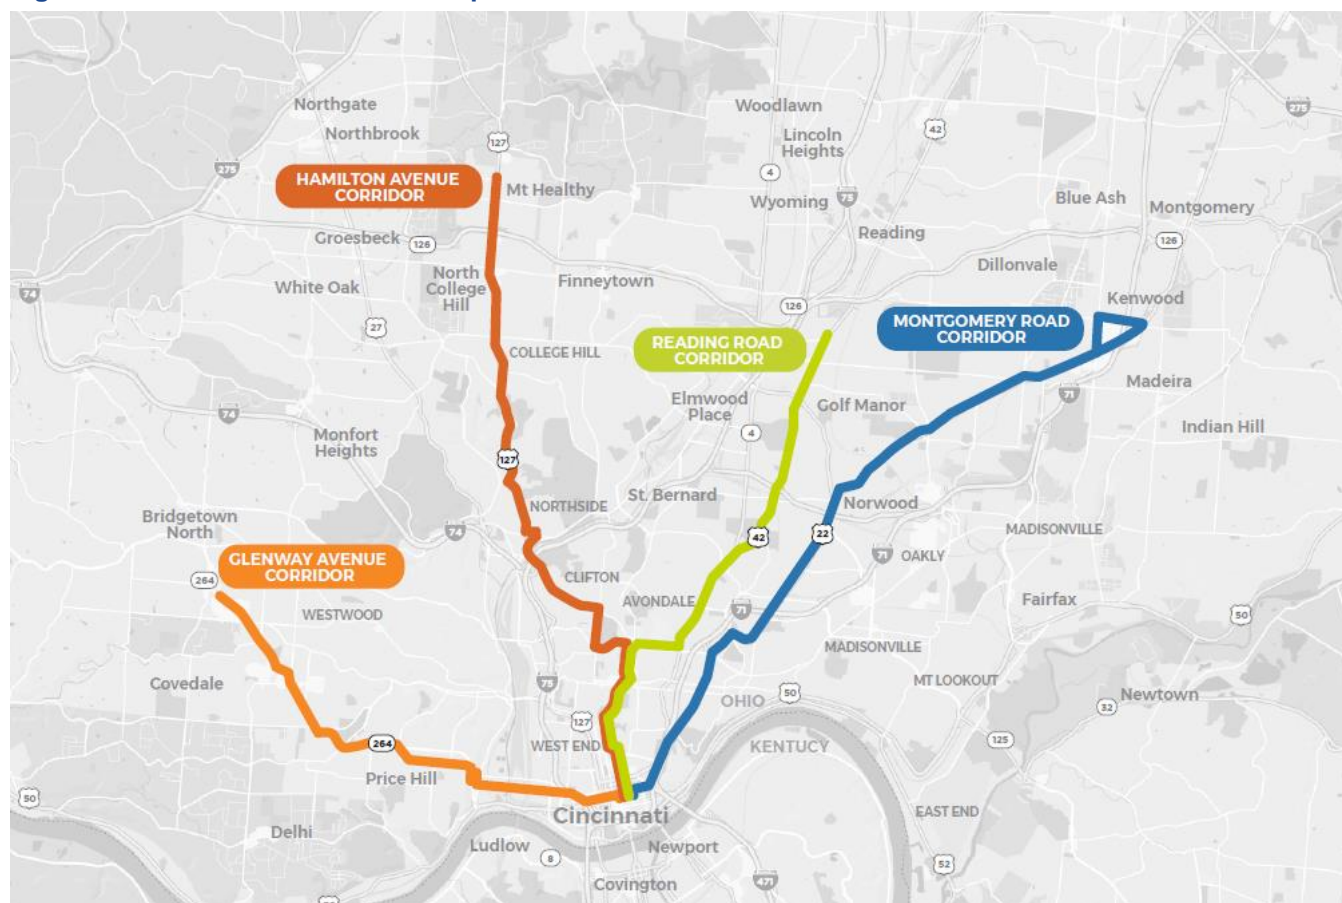 Northgate
Northbrook
127
275
HAMILTON AVENUE
CORRIDOR
Mt Healthy
Woodlawn
Lincoln
Heights
42
275
4
Wyoming
75
Blue Ash
Montgomery
Reading
126
Groesbeck
126
Dillonvale
74
White Oak
North
College
Hill
Finneytown
126
Kenwood
27
MONTGOMERY ROAD
CORRIDOR
READING ROAD
CORRIDOR
COLLEGE HILL
Madeira
71
Elmwood
Place
Golf Manor
74
Monfort
Heights
4
Indian Hill
127
St. Bernard
Norwood
NORTHSIDE
Bridgetown
North
74
42
22
MADISONVILLE
71
OAKLY
GLENWAY AVENUE
CORRIDOR
264
CLIFTON
AVONDALE
71
Fairfax
50
WESTWOOD
MADISONVILLE
Covedale
75
MT LOOKOUT
OHIO
50
Newtown
32
127
264
WEST END
KENTUCY
125
Price Hill
50
Cincinnati
EAST END
Delhi
Ludlow
8
Newport
52
Covington
471